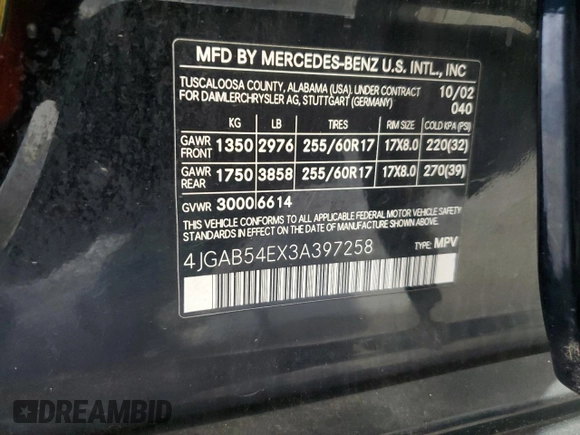 MFD BY MERCEDES-BENZ U.S. INTL., INC
TUSCALOOSA COUNTY, ALABAMA (USA). UNDER CONTRACT 10/02
FOR DAIMLERCHRYSLER AG, STUTTGART (GERMANY) 040
KG LB TIRES RIM SIZE COLD KPA (PSI)
GAWR FRONT 1350 2976 255/60R17 17X8.0 220(32)
GAWR REAR 1750 3858 255/60R17 17X8.0 270(39)
GVWR 3000 6614
THIS VEHICLE CONFORMS TO ALL APPLICABLE FEDERAL MOTOR VEHICLE SAFETY
STANDARDS IN EFFECT ON THE DATE OF MANUFACTURE SHOWN ABOVE
4JGAB54EX3A397258 TYPE: MPV
DREAMBID